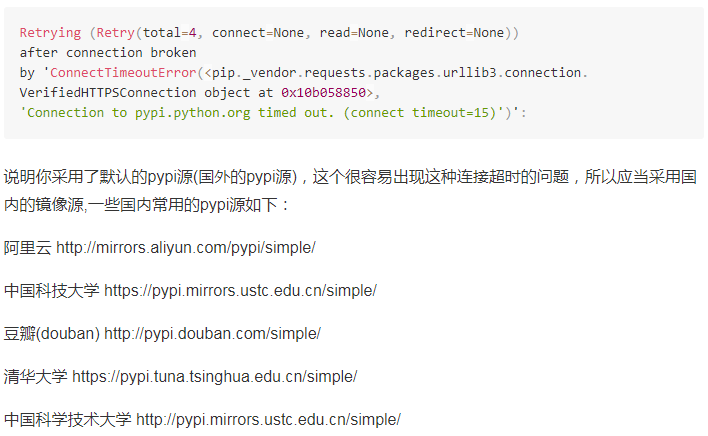 Retrying (Retry(total=4, connect=None, read=None, redirect=None))
after connection broken
by 'ConnectTimeoutError(<pip._vendor.requests.packages.urllib3.connection.
VerifiedHTTPSConnection object at 0x10b058850>,
'Connection to pypi.python.org timed out. (connect timeout=15)')':
说明你采用了默认的pypi源(国外的pypi源)，这个很容易出现这种连接超时的问题，所以应当采用国
内的镜像源,一些国内常用的pypi源如下：
阿里云 http://mirrors.aliyun.com/pypi/simple/
中国科技大学 https://pypi.mirrors.ustc.edu.cn/simple/
豆瓣(douban) http://pypi.douban.com/simple/
清华大学 https://pypi.tuna.tsinghua.edu.cn/simple/
中国科学技术大学 http://pypi.mirrors.ustc.edu.cn/simple/